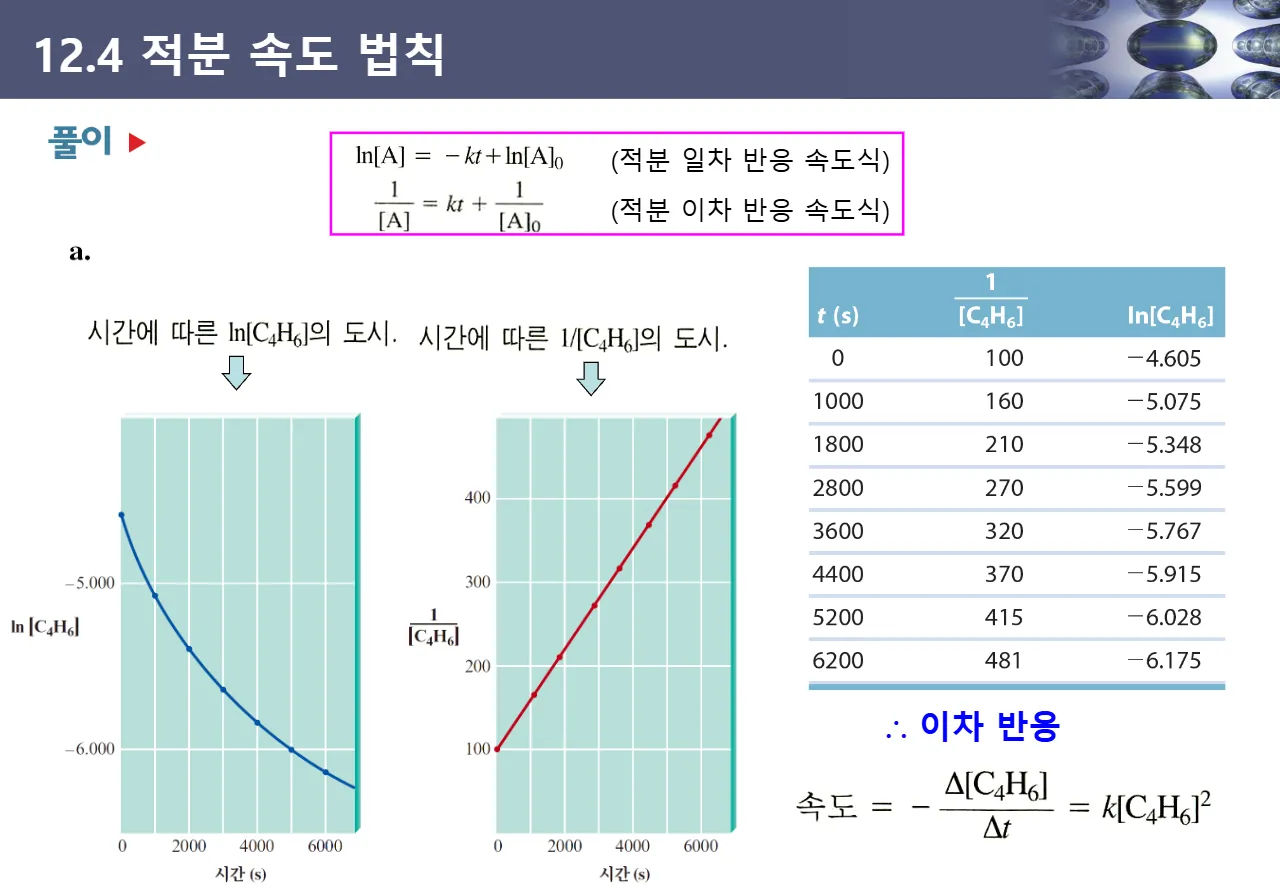 12.4 적분 속도 법칙
풀이 ▶
ln[A] = −kt + ln[A]₀ (적분 일차 반응 속도식)
1/[A] = kt + 1/[A]₀ (적분 이차 반응 속도식)
a.
시간에 따른 ln[C₄H₆]의 도시.
시간에 따른 1/[C₄H₆]의 도시.
−5.000
ln [C₄H₆]
−6.000
0 2000 4000 6000
시간 (s)
400
300
1/[C₄H₆]
200
100
0 2000 4000 6000
시간 (s)
t (s) 1/[C₄H₆] ln[C₄H₆]
0 100 −4.605
1000 160 −5.075
1800 210 −5.348
2800 270 −5.599
3600 320 −5.767
4400 370 −5.915
5200 415 −6.028
6200 481 −6.175
∴ 이차 반응
속도 = − Δ[C₄H₆]/Δt = k[C₄H₆]²